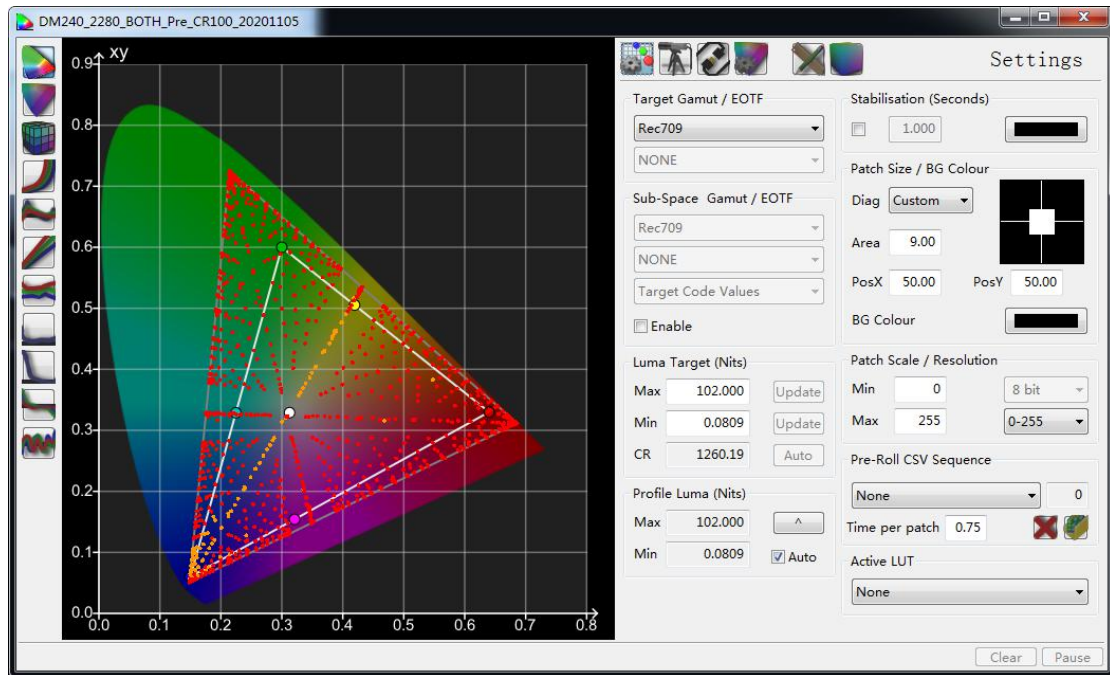 DM240_2280_BOTH_Pre_CR100_20201105
xy
0.9
0.8
0.7
0.6
0.5
0.4
0.3
0.2
0.1
0.0
0.0 0.1 0.2 0.3 0.4 0.5 0.6 0.7 0.8
Settings
Target Gamut / EOTF
Rec709
NONE
Sub-Space Gamut / EOTF
Rec709
NONE
Target Code Values
Enable
Luma Target (Nits)
Max 102.000 Update
Min 0.0809 Update
CR 1260.19 Auto
Profile Luma (Nits)
Max 102.000 ^
Min 0.0809 Auto
Stabilisation (Seconds)
1.000
Patch Size / BG Colour
Diag Custom
Area 9.00
PosX 50.00 PosY 50.00
BG Colour
Patch Scale / Resolution
Min 0 8 bit
Max 255 0-255
Pre-Roll CSV Sequence
None 0
Time per patch 0.75
Active LUT
None
Clear Pause